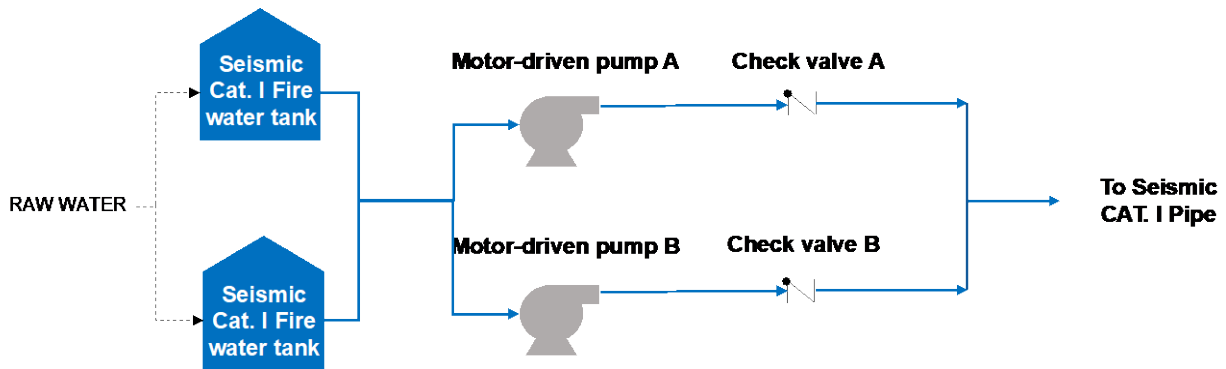 Seismic
Cat. I Fire
water tank
Motor-driven pump A
Check valve A
RAW WATER
To Seismic
CAT. I Pipe
Motor-driven pump B
Check valve B
Seismic
Cat. I Fire
water tank